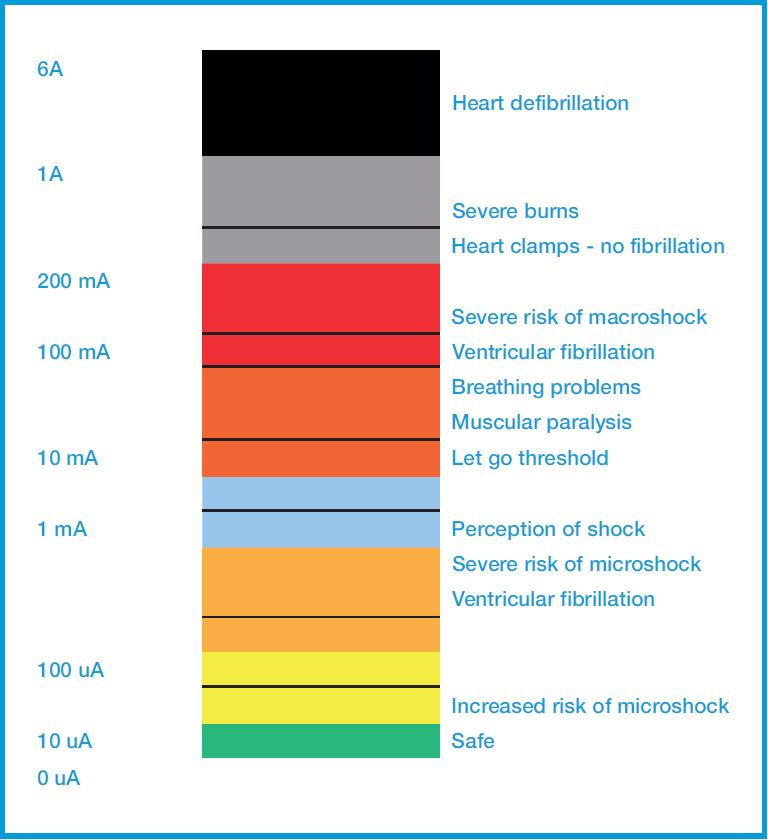 6A
Heart defibrillation
1A
Severe burns
Heart clamps - no fibrillation
200 mA
Severe risk of macroshock
100 mA Ventricular fibrillation
Breathing problems
Muscular paralysis
10 mA Let go threshold
1 mA Perception of shock
Severe risk of microshock
Ventricular fibrillation
100 uA
Increased risk of microshock
10 uA Safe
0 uA